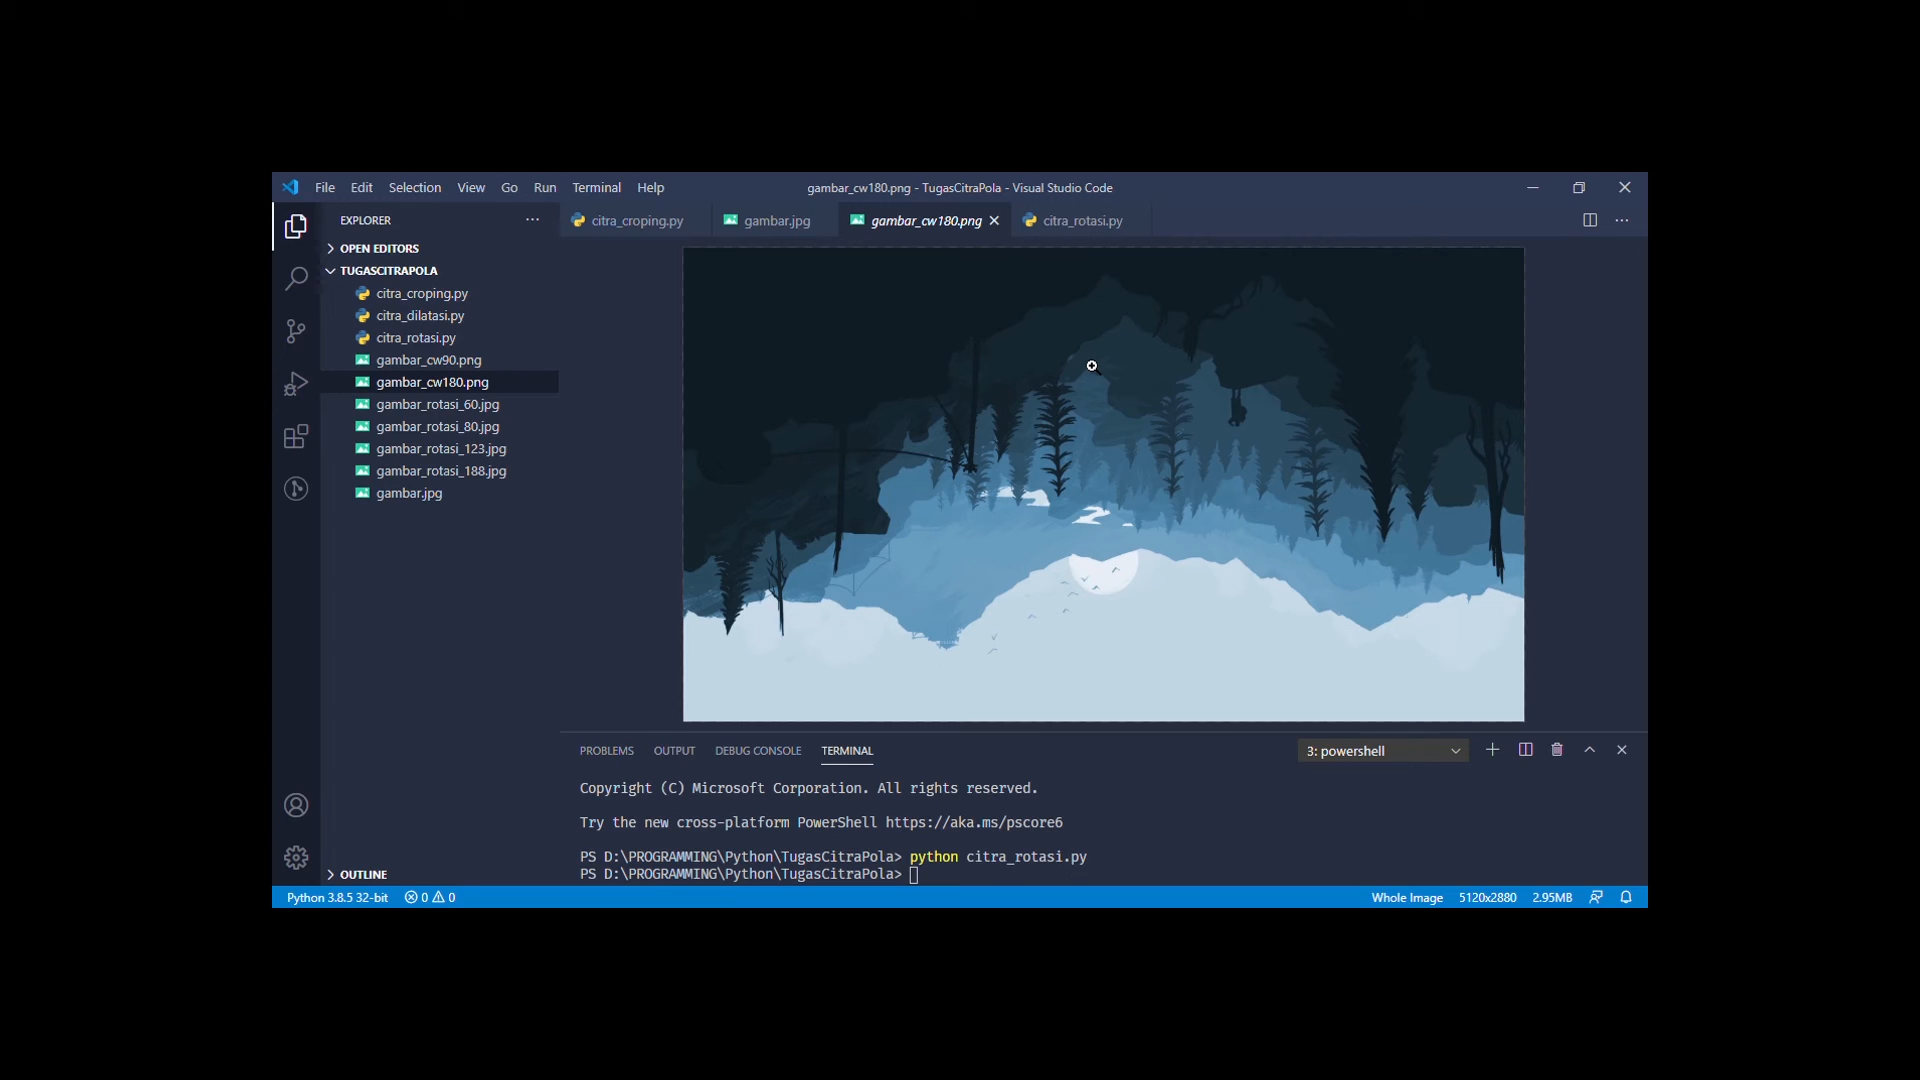 File Edit Selection View Go Run Terminal Help
gambar_cw180.png - TugasCitraPola - Visual Studio Code
EXPLORER
citra_croping.py
gambar.jpg
gambar_cw180.png
citra_rotasi.py
OPEN EDITORS
TUGASCITRAPOLA
citra_croping.py
citra_dilatasi.py
citra_rotasi.py
gambar_cw90.png
gambar_cw180.png
gambar_rotasi_60.jpg
gambar_rotasi_80.jpg
gambar_rotasi_123.jpg
gambar_rotasi_188.jpg
gambar.jpg
OUTLINE
PROBLEMS OUTPUT DEBUG CONSOLE TERMINAL
3: powershell
Copyright (C) Microsoft Corporation. All rights reserved.
Try the new cross-platform PowerShell https://aka.ms/pscore6
PS D:\PROGRAMMING\Python\TugasCitraPola> python citra_rotasi.py
PS D:\PROGRAMMING\Python\TugasCitraPola>
Python 3.8.5 32-bit 0 0
Whole Image 5120x2880 2.95MB